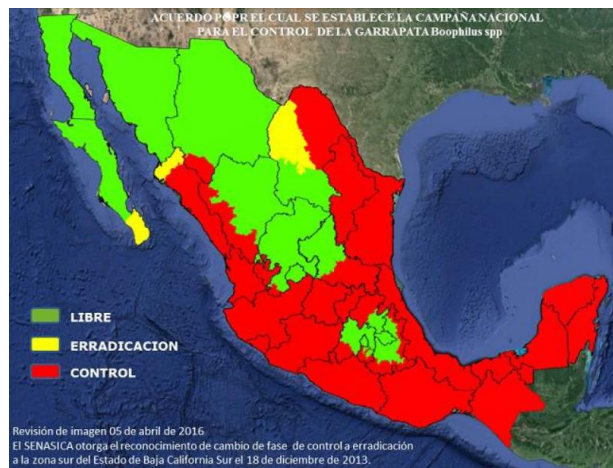 ACUERDO POPR EL CUAL SE ESTABLECE LA CAMPAÑA NACIONAL
PARA EL CONTROL DE LA GARRAPATA Boophilus spp
LIBRE
ERRADICACION
CONTROL
Revisión de imagen 05 de abril de 2016
El SENASICA otorga el reconocimiento de cambio de fase de control a erradicación
a la zona sur del Estado de Baja California Sur el 18 de diciembre de 2013.